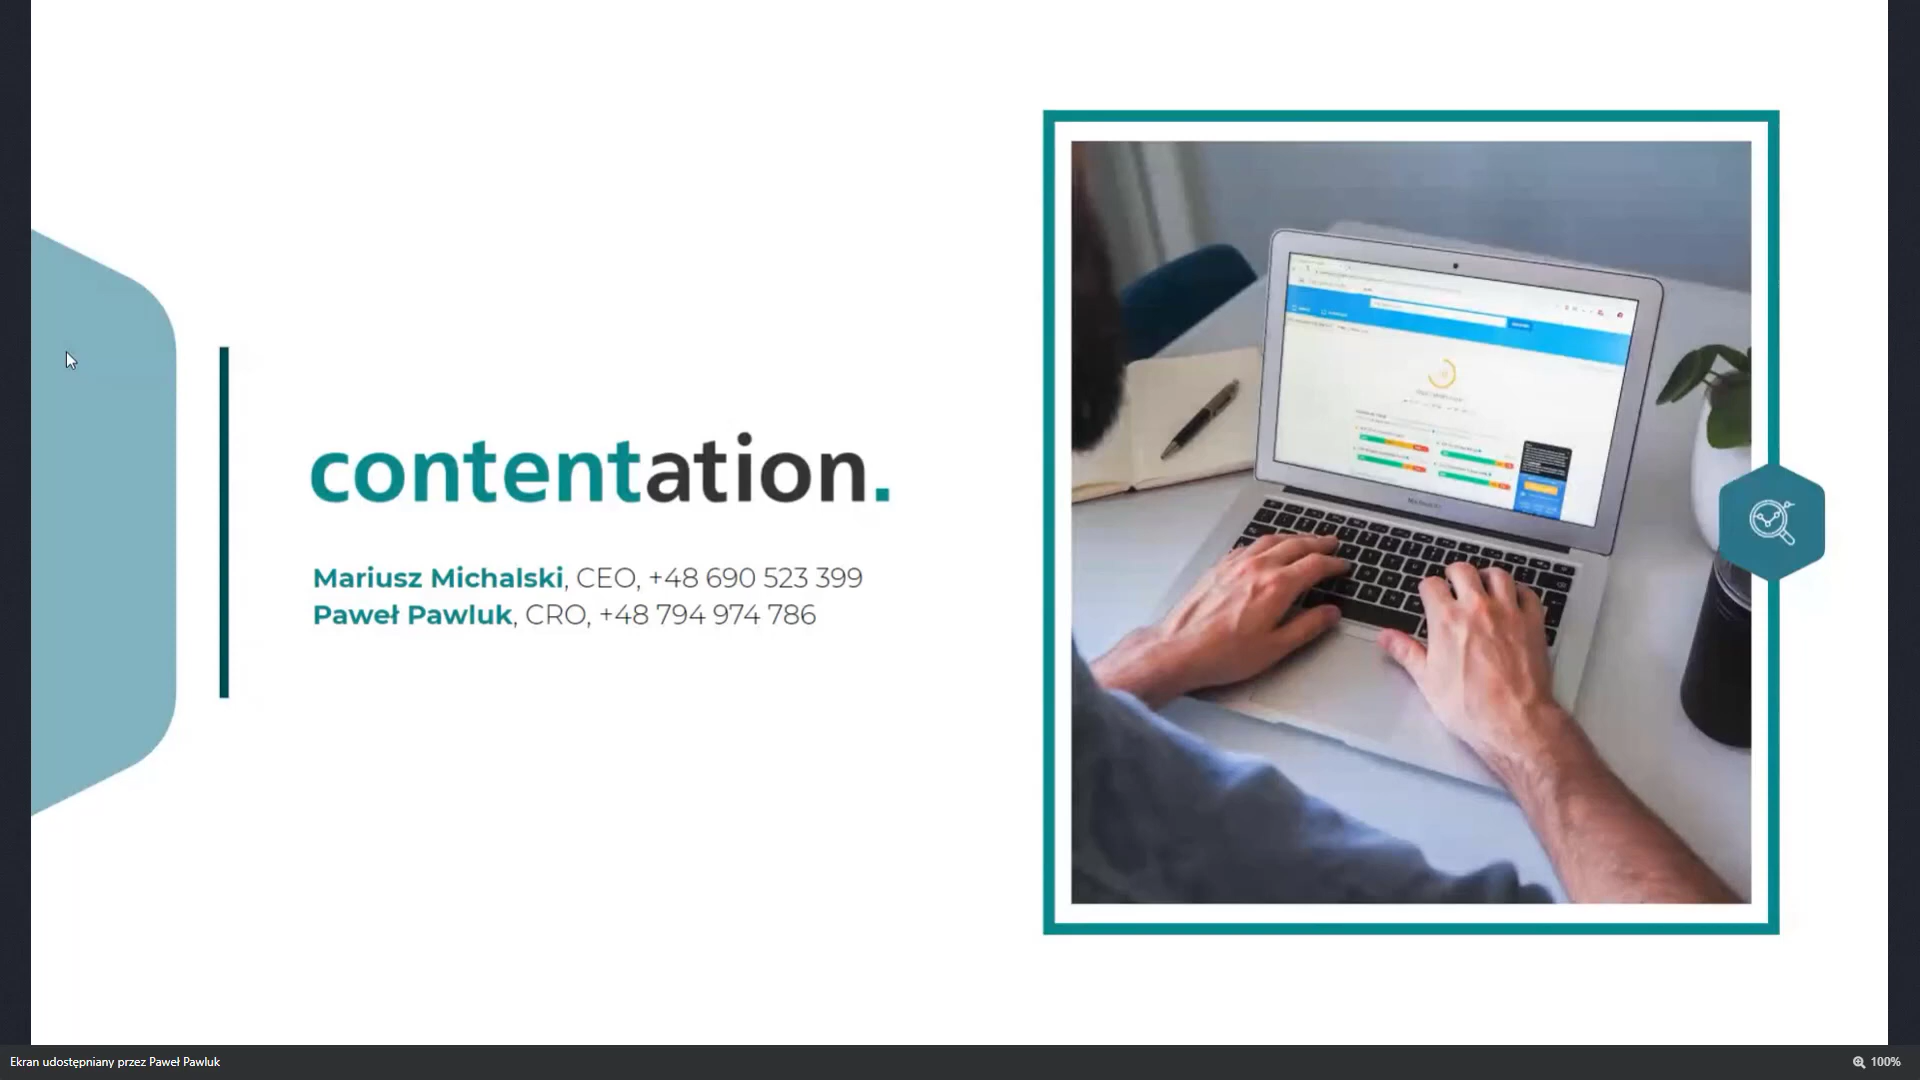 contentation.
Mariusz Michalski, CEO, +48 690 523 399
Paweł Pawluk, CRO, +48 794 974 786
Ekran udostępniany przez Paweł Pawluk
100%